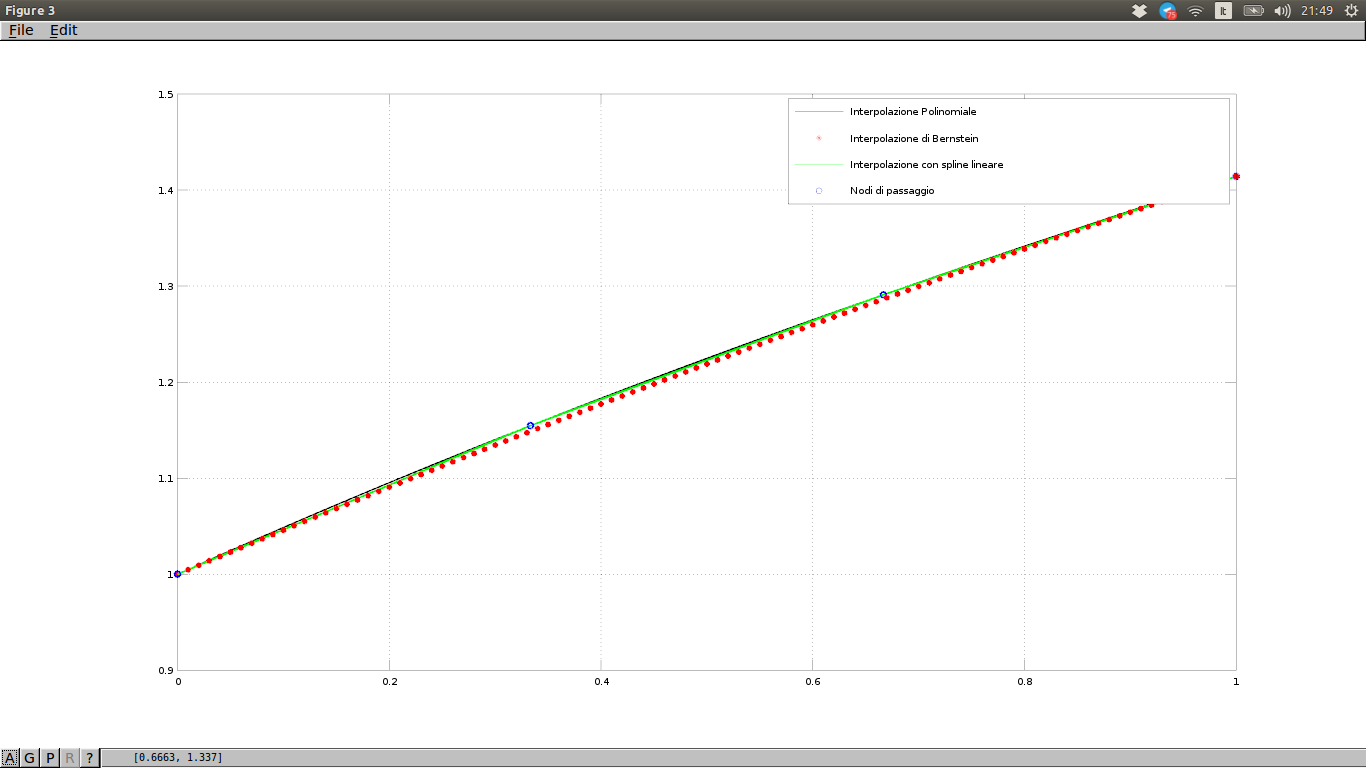 Figure 3
75
It
21:49
File Edit
1.5
1.4
1.3
1.2
1.1
1
0.9
0
0.2
0.4
0.6
0.8
1
Interpolazione Polinomiale
Interpolazione di Bernstein
Interpolazione con spline lineare
Nodi di passaggio
A G P R ? [0.6663, 1.337]